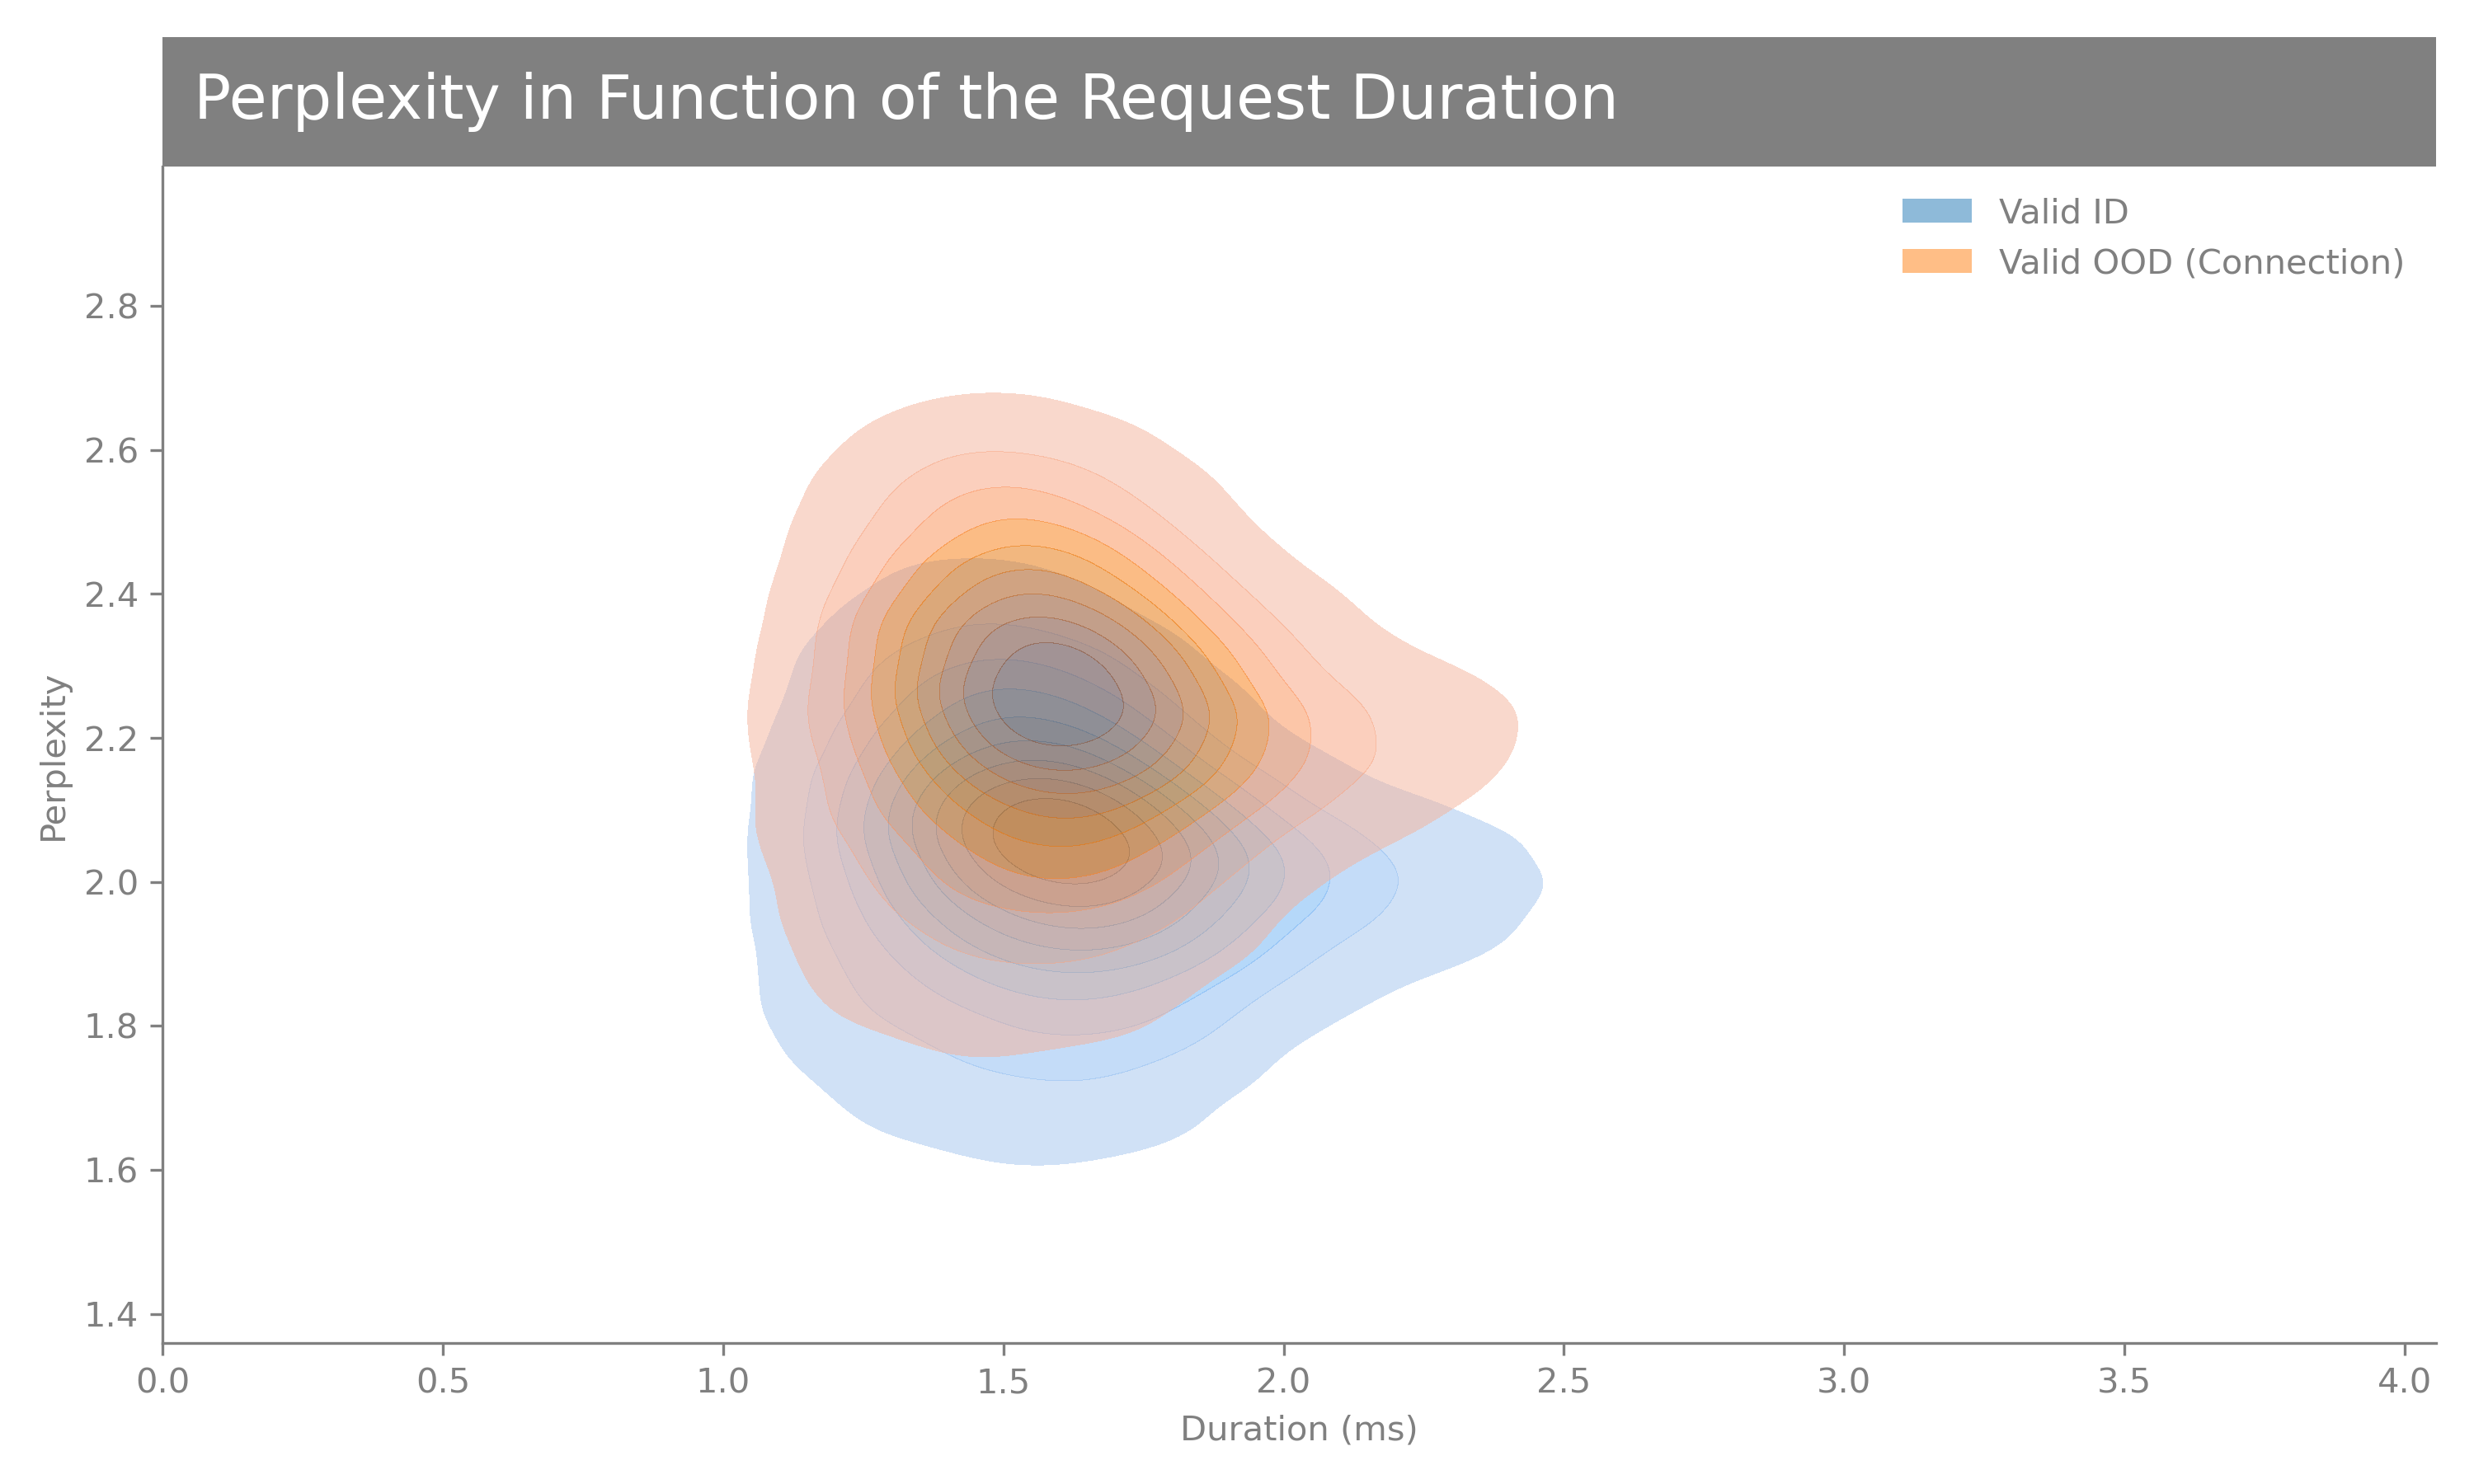 Perplexity in Function of the Request Duration
Valid ID
Valid OOD (Connection)
2.8
2.6
2.4
2.2
2.0
1.8
1.6
1.4
Perplexity
0.0 0.5 1.0 1.5 2.0 2.5 3.0 3.5 4.0
Duration (ms)